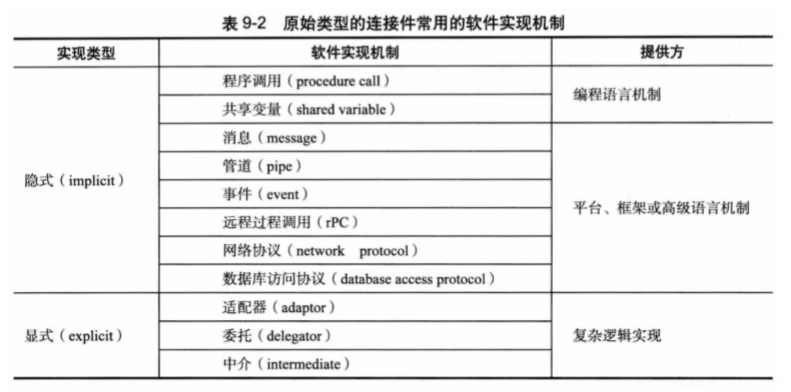 表 9-2 原始类型的连接件常用的软件实现机制
实现类型 软件实现机制 提供方
程序调用（procedure call）
编程语言机制
共享变量（shared variable）
隐式（implicit）
消息（message）
管道（pipe）
事件（event）
远程过程调用（rPC）
网络协议（network protocol）
数据库访问协议（database access protocol）
平台、框架或高级语言机制
显式（explicit）
适配器（adaptor）
委托（delegator）
中介（intermediate）
复杂逻辑实现